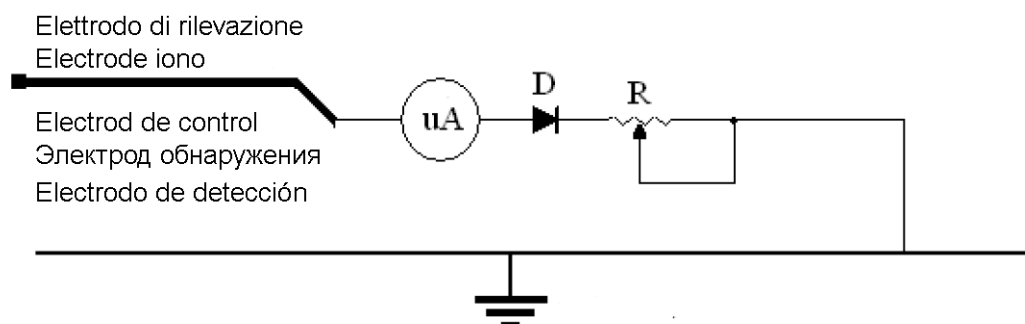 Elettrodo di rilevazione
Electrode iono
Electrod de control
Электрод обнаружения
Electrodo de detección
uA
D
R